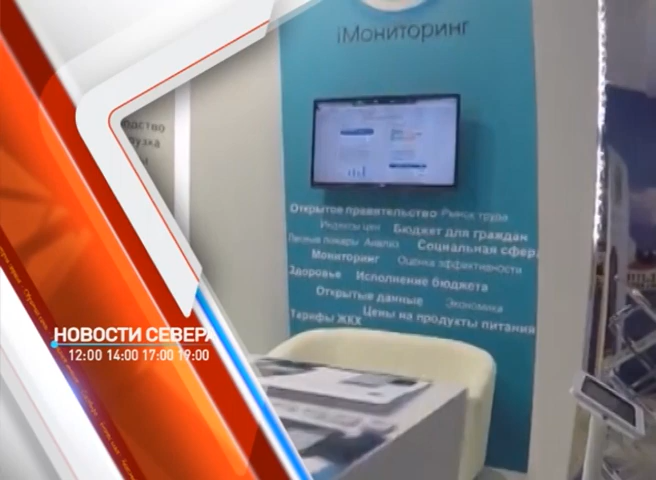 iМониторинг
Открытое правительство Рынок труда
Индексы цен Бюджет для граждан
Лесные пожары Анализ Социальная сфера
Мониторинг Оценка эффективности
Здоровье Исполнение бюджета
Открытые данные Экономика
Тарифы ЖКХ Цены на продукты питания
НОВОСТИ СЕВЕРА
12:00 14:00 17:00 19:00